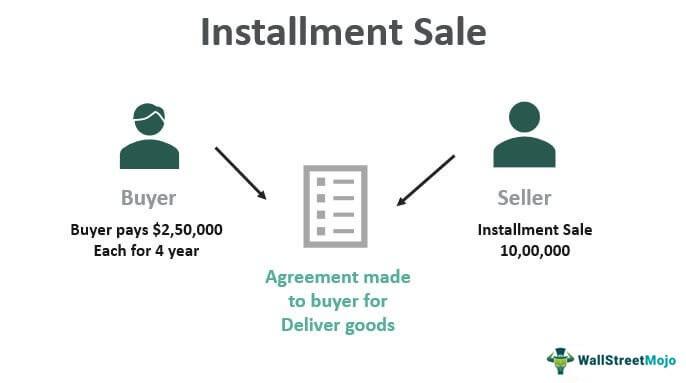 Installment Sale
Buyer
Buyer pays $2,50,000
Each for 4 year
Agreement made
to buyer for
Deliver goods
Seller
Installment Sale
10,00,000
WallStreetMojo